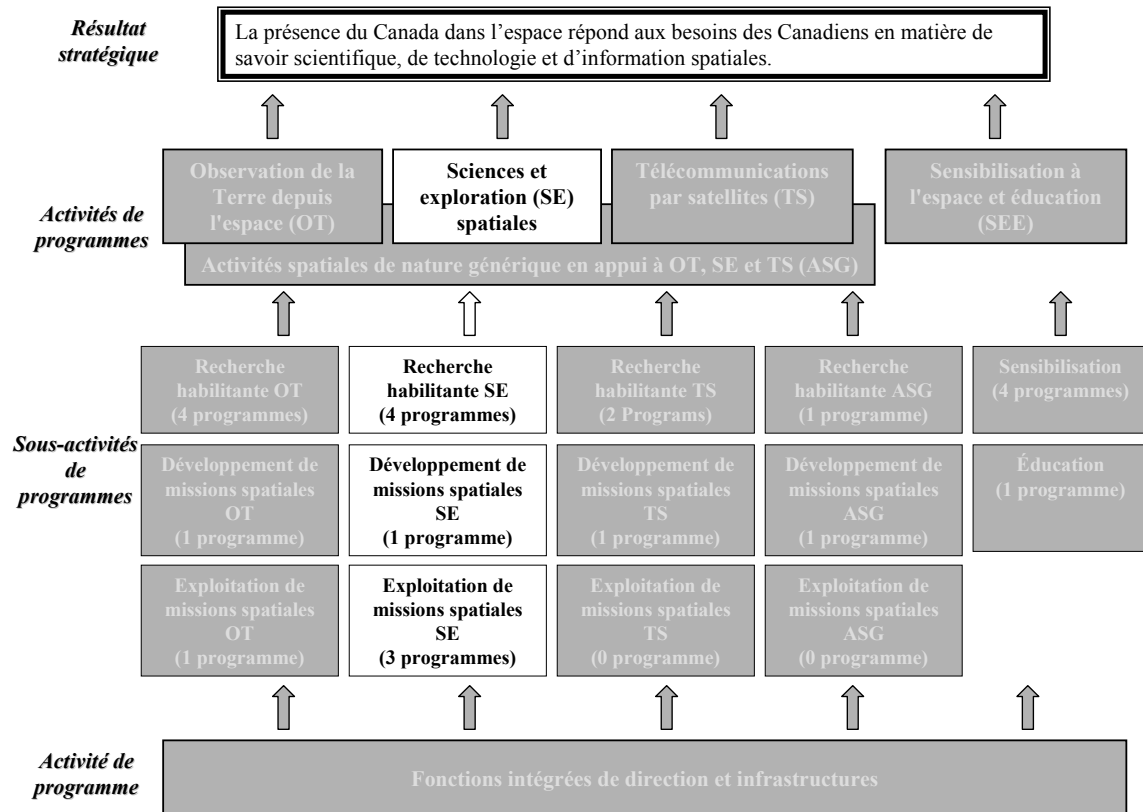 Résultat
stratégique
La présence du Canada dans l'espace répond aux besoins des Canadiens en matière de
savoir scientifique, de technologie et d'information spatiales.
Activités de
programmes
Observation de la
Terre depuis
l'espace (OT)
Sciences et
exploration (SE)
spatiales
Télécommunications
par satellites (TS)
Sensibilisation à
l'espace et éducation
(SEE)
Activités spatiales de nature générique en appui à OT, SE et TS (ASG)
Sous-activités
de
programmes
Recherche
habilitante OT
(4 programmes)
Recherche
habilitante SE
(4 programmes)
Recherche
habilitante TS
(2 Programs)
Recherche
habilitante ASG
(1 programme)
Sensibilisation
(4 programmes)
Développement de
missions spatiales
OT
(1 programme)
Développement de
missions spatiales
SE
(1 programme)
Développement de
missions spatiales
TS
(1 programme)
Développement de
missions spatiales
ASG
(1 programme)
Éducation
(1 programme)
Exploitation de
missions spatiales
OT
(1 programme)
Exploitation de
missions spatiales
SE
(3 programmes)
Exploitation de
missions spatiales
TS
(0 programme)
Exploitation de
missions spatiales
ASG
(0 programme)
Activité de
programme
Fonctions intégrées de direction et infrastructures